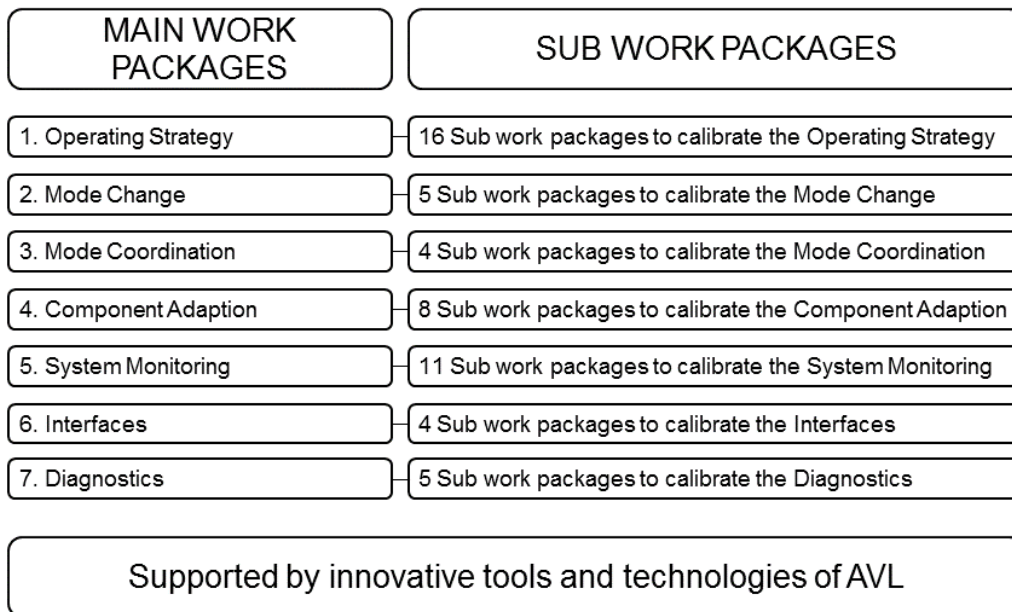 MAIN WORK
PACKAGES
SUB WORK PACKAGES
1. Operating Strategy
16 Sub work packages to calibrate the Operating Strategy
2. Mode Change
5 Sub work packages to calibrate the Mode Change
3. Mode Coordination
4 Sub work packages to calibrate the Mode Coordination
4. Component Adaption
8 Sub work packages to calibrate the Component Adaption
5. System Monitoring
11 Sub work packages to calibrate the System Monitoring
6. Interfaces
4 Sub work packages to calibrate the Interfaces
7. Diagnostics
5 Sub work packages to calibrate the Diagnostics
Supported by innovative tools and technologies of AVL